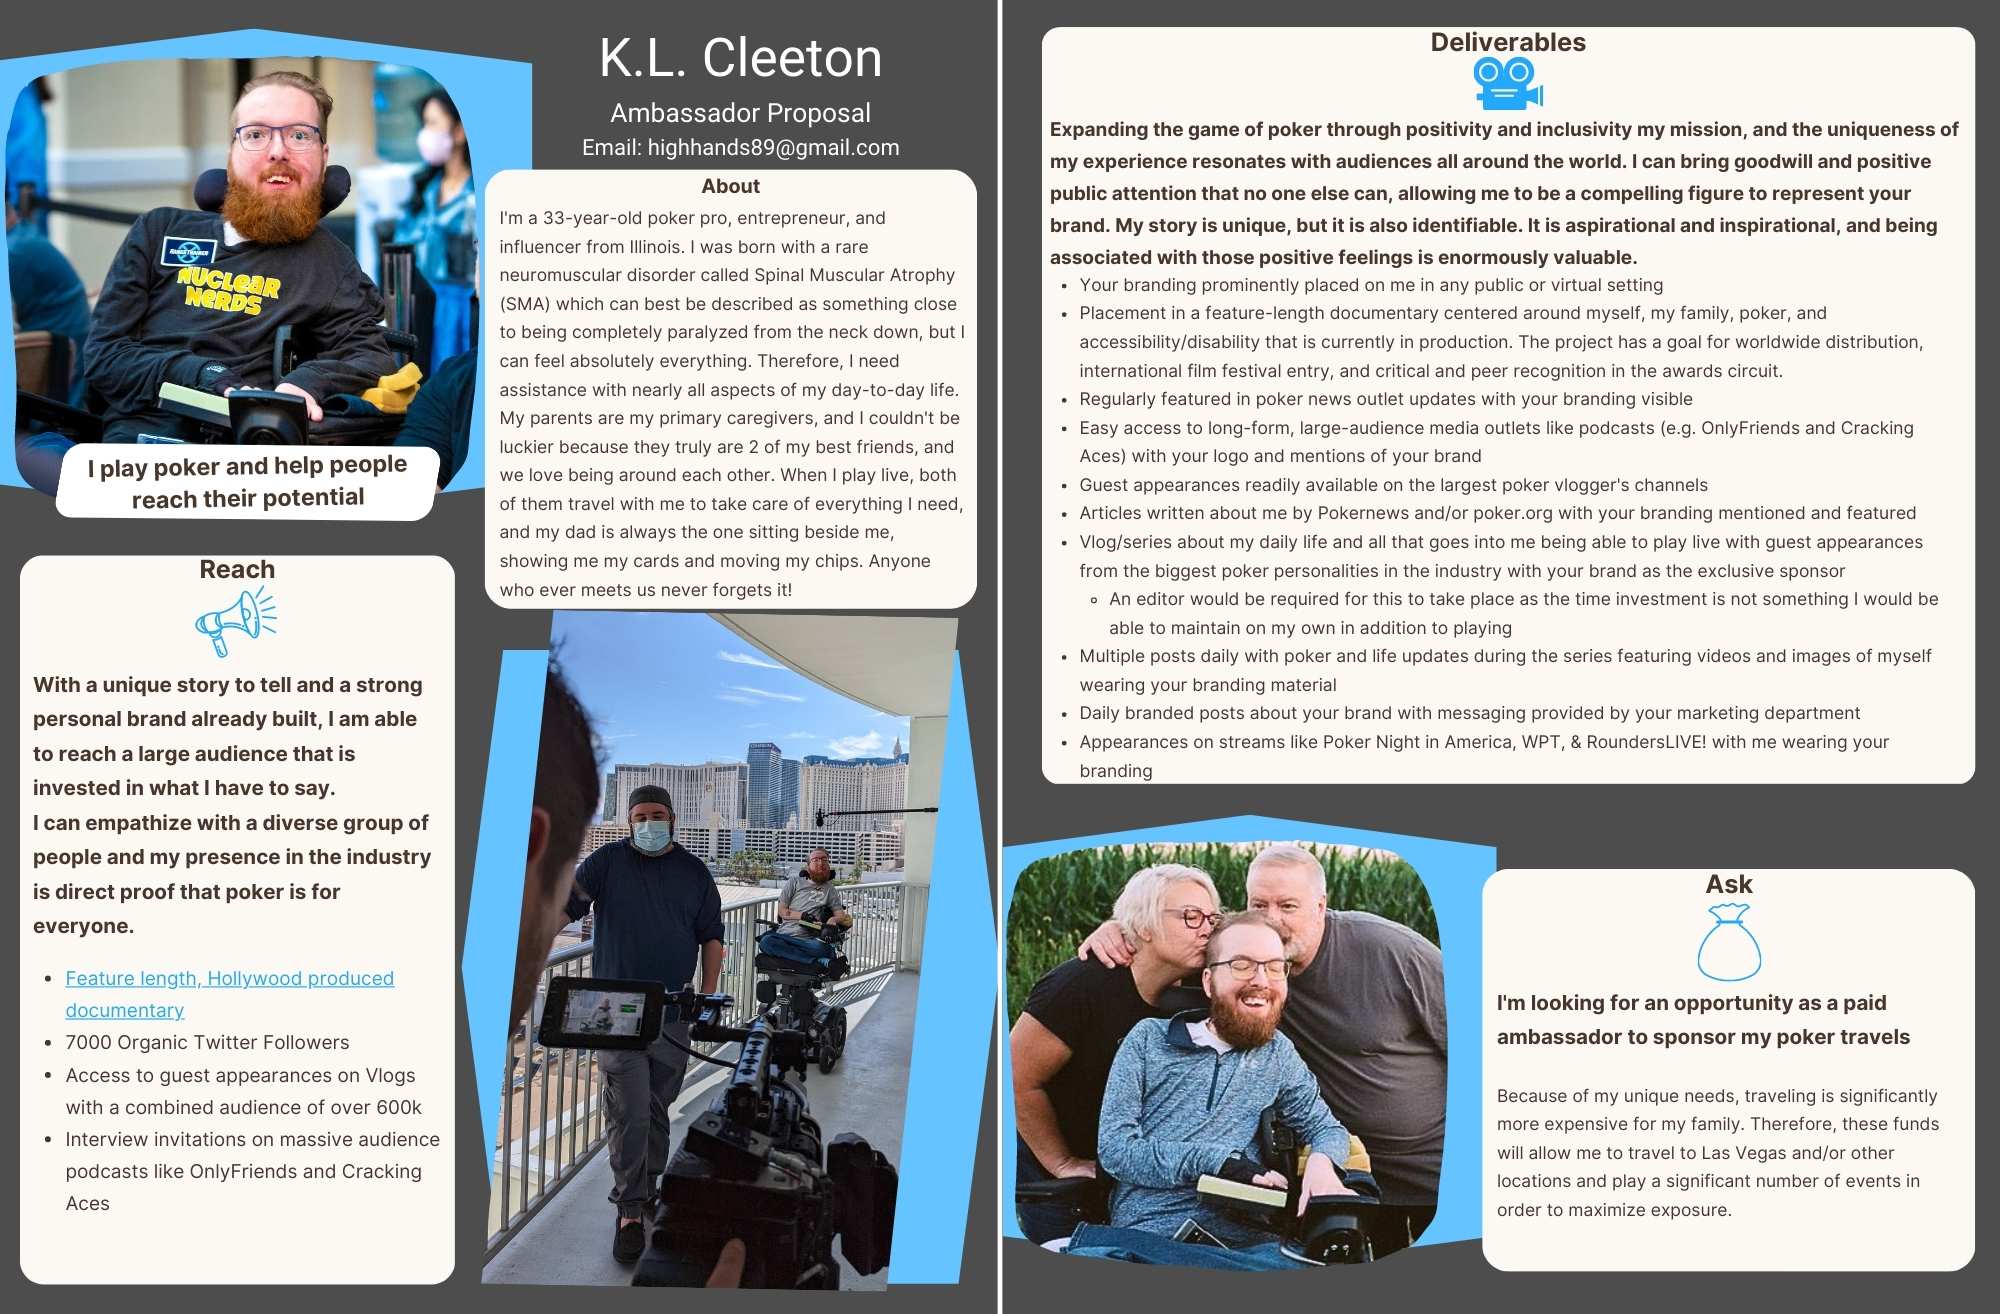 K.L. Cleeton
Ambassador Proposal
Email: highhands89@gmail.com
NUCLEAR
NERDS
I play poker and help people
reach their potential
About
I'm a 33-year-old poker pro, entrepreneur, and
influencer from Illinois. I was born with a rare
neuromuscular disorder called Spinal Muscular Atrophy
(SMA) which can best be described as something close
to being completely paralyzed from the neck down, but I
can feel absolutely everything. Therefore, I need
assistance with nearly all aspects of my day-to-day life.
My parents are my primary caregivers, and I couldn't be
luckier because they truly are 2 of my best friends, and
we love being around each other. When I play live, both
of them travel with me to take care of everything I need,
and my dad is always the one sitting beside me,
showing me my cards and moving my chips. Anyone
who ever meets us never forgets it!
Reach
With a unique story to tell and a strong
personal brand already built, I am able
to reach a large audience that is
invested in what I have to say.
I can empathize with a diverse group of
people and my presence in the industry
is direct proof that poker is for
everyone.
• Feature length, Hollywood produced
documentary
• 7000 Organic Twitter Followers
• Access to guest appearances on Vlogs
with a combined audience of over 600k
• Interview invitations on massive audience
podcasts like OnlyFriends and Cracking
Aces
Deliverables
Expanding the game of poker through positivity and inclusivity my mission, and the uniqueness of
my experience resonates with audiences all around the world. I can bring goodwill and positive
public attention that no one else can, allowing me to be a compelling figure to represent your
brand. My story is unique, but it is also identifiable. It is aspirational and inspirational, and being
associated with those positive feelings is enormously valuable.
• Your branding prominently placed on me in any public or virtual setting
• Placement in a feature-length documentary centered around myself, my family, poker, and
accessibility/disability that is currently in production. The project has a goal for worldwide distribution,
international film festival entry, and critical and peer recognition in the awards circuit.
• Regularly featured in poker news outlet updates with your branding visible
• Easy access to long-form, large-audience media outlets like podcasts (e.g. OnlyFriends and Cracking
Aces) with your logo and mentions of your brand
• Guest appearances readily available on the largest poker vlogger's channels
• Articles written about me by Pokernews and/or poker.org with your branding mentioned and featured
• Vlog/series about my daily life and all that goes into me being able to play live with guest appearances
from the biggest poker personalities in the industry with your brand as the exclusive sponsor
◦ An editor would be required for this to take place as the time investment is not something I would be
able to maintain on my own in addition to playing
• Multiple posts daily with poker and life updates during the series featuring videos and images of myself
wearing your branding material
• Daily branded posts about your brand with messaging provided by your marketing department
• Appearances on streams like Poker Night in America, WPT, & RoundersLIVE! with me wearing your
branding
Ask
I'm looking for an opportunity as a paid
ambassador to sponsor my poker travels
Because of my unique needs, traveling is significantly
more expensive for my family. Therefore, these funds
will allow me to travel to Las Vegas and/or other
locations and play a significant number of events in
order to maximize exposure.